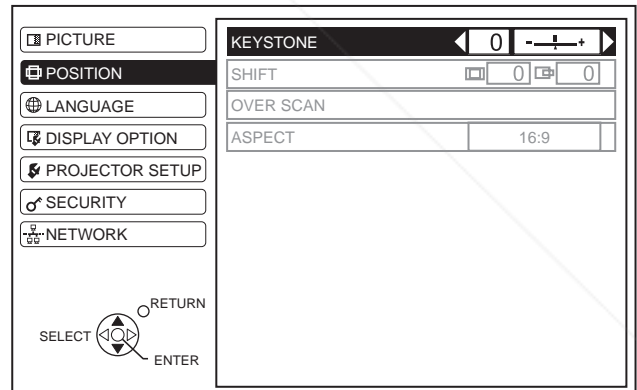 PICTURE
POSITION
LANGUAGE
DISPLAY OPTION
PROJECTOR SETUP
SECURITY
NETWORK
RETURN
SELECT
ENTER
KEYSTONE 0 - +
SHIFT 0 0
OVER SCAN
ASPECT 16:9